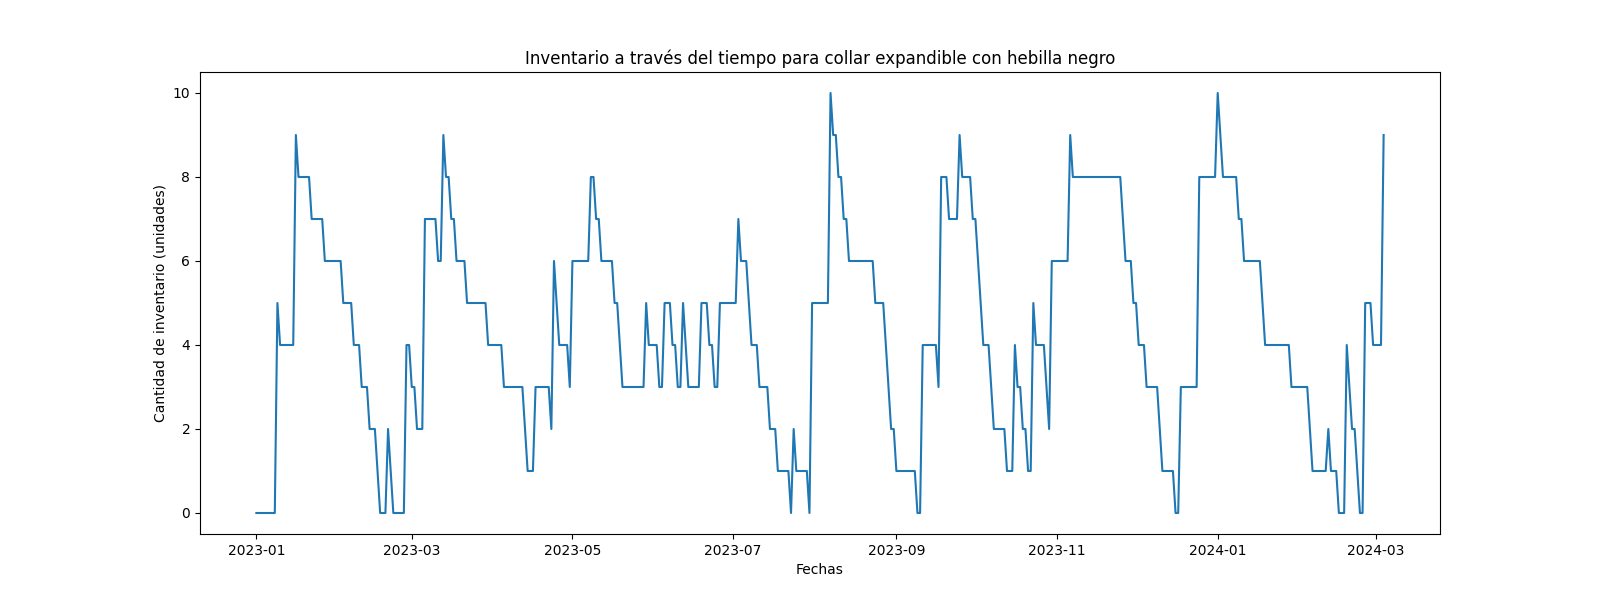 Inventario a través del tiempo para collar expandible con hebilla negro
Cantidad de inventario (unidades)
10
8
6
4
2
0
2023-01 2023-03 2023-05 2023-07 2023-09 2023-11 2024-01 2024-03
Fechas